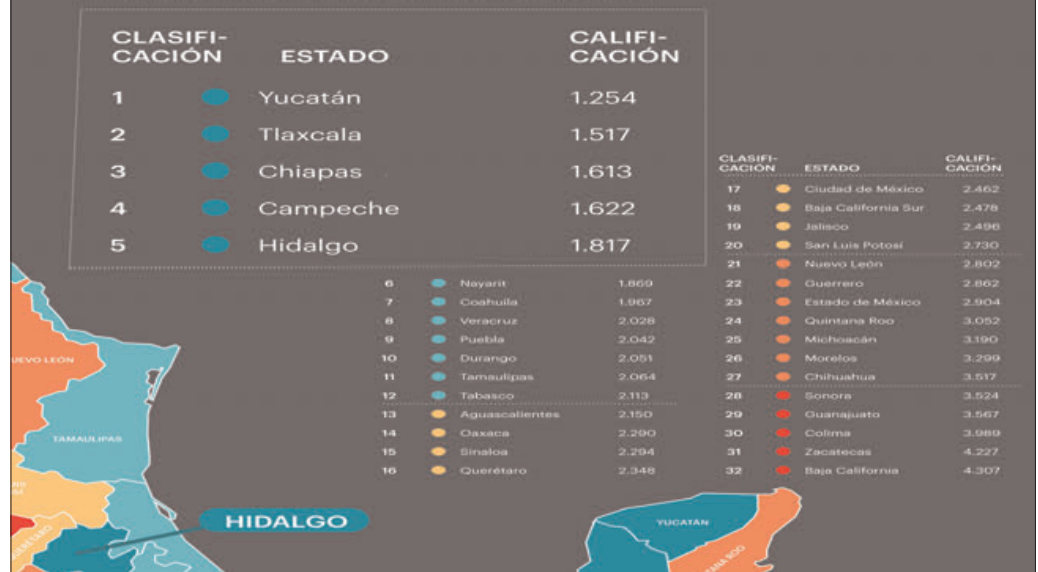 CLASIFI-
CACIÓN ESTADO CALIFI-
CACIÓN
1 Yucatán 1.254
2 Tlaxcala 1.517
3 Chiapas 1.613
4 Campeche 1.622
5 Hidalgo 1.817
6 Nayarit 1.869
7 Coahuila 1.967
8 Veracruz 2.028
9 Puebla 2.042
10 Durango 2.051
11 Tamaulipas 2.064
12 Tabasco 2.113
13 Aguascalientes 2.150
14 Oaxaca 2.290
15 Sinaloa 2.294
16 Querétaro 2.348
CLASIFI-
CACIÓN ESTADO CALIFI-
CACIÓN
17 Ciudad de México 2.462
18 Baja California Sur 2.478
19 Jalisco 2.496
20 San Luis Potosí 2.730
21 Nuevo León 2.802
22 Guerrero 2.862
23 Estado de México 2.904
24 Quintana Roo 3.052
25 Michoacán 3.190
26 Morelos 3.299
27 Chihuahua 3.517
28 Sonora 3.524
29 Guanajuato 3.567
30 Colima 3.989
31 Zacatecas 4.227
32 Baja California 4.307
UEVO LEÓN
TAMAULIPAS
QUERÉTARO
HIDALGO
YUCATÁN
TANA ROO